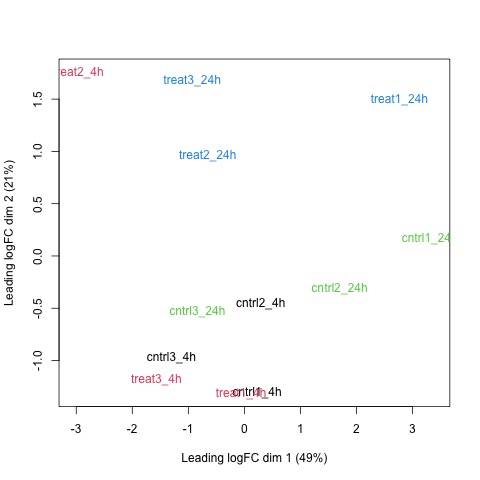 reat2_4h
treat3_24h
treat1_24h
treat2_24h
cntrl1_24
cntrl2_24h
cntrl2_4h
cntrl3_24h
cntrl3_4h
treat3_4h
treat1_4h
cntrl1_4h
1.5
1.0
0.5
0.0
-0.5
-1.0
Leading logFC dim 2 (21%)
-3 -2 -1 0 1 2 3
Leading logFC dim 1 (49%)